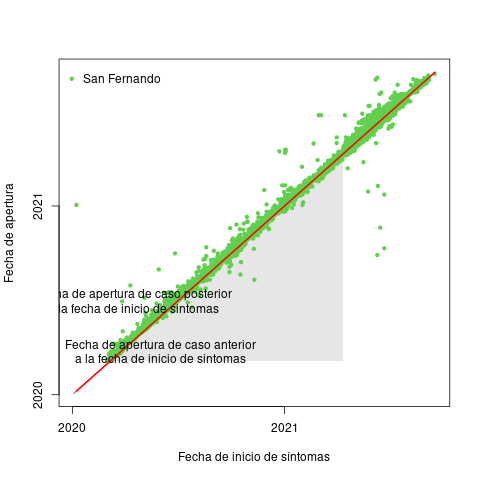 San Fernando
Fecha de apertura
2021
de apertura de caso posterior
la fecha de inicio de síntomas
Fecha de apertura de caso anterior
a la fecha de inicio de síntomas
2020
2020
2021
Fecha de inicio de síntomas